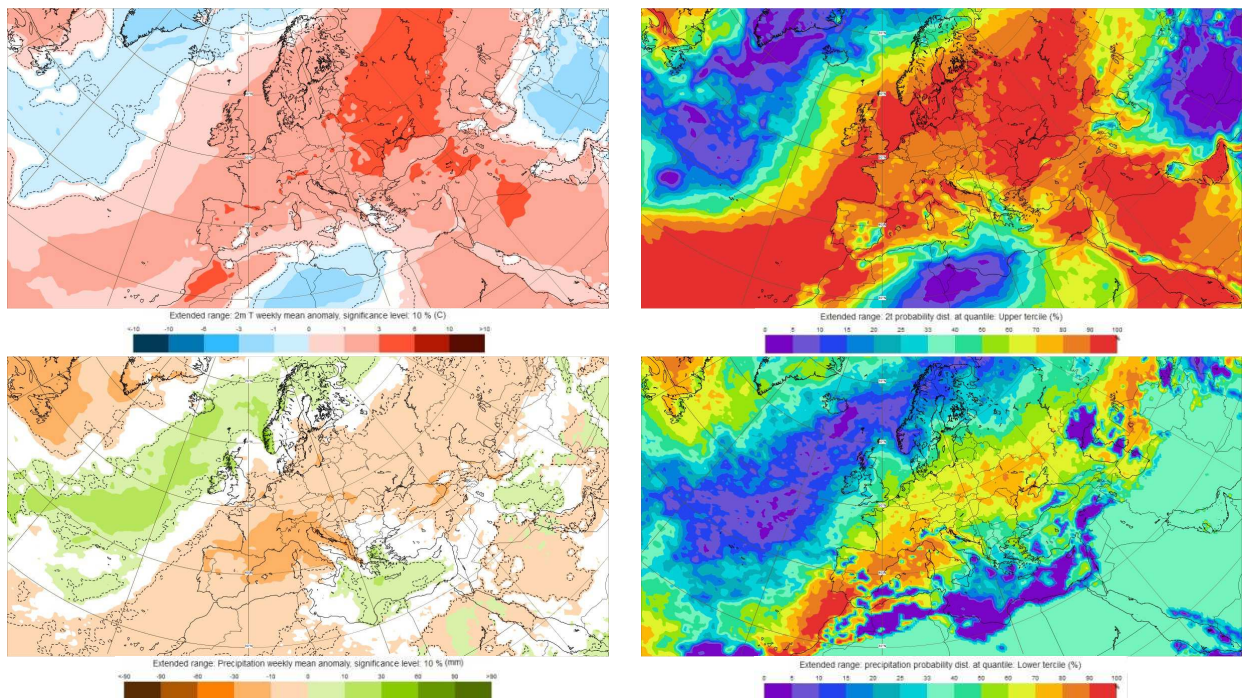 Extended range: 2m T weekly mean anomaly, significance level: 10 % (C)
<-10 -10 -6 -3 -1 0 1 3 6 10 >10
Extended range: 2t probability dist. at quantile: Upper tercile (%)
%
0 5 10 15 20 25 30 40 50 60 70 80 90 100
Extended range: Precipitation weekly mean anomaly, significance level: 10 % (mm)
<-90 -90 -60 -30 -10 0 10 30 60 90 >90
Extended range: precipitation probability dist. at quantile: Lower tercile (%)
%
0 5 10 15 20 25 30 40 50 60 70 80 90 100